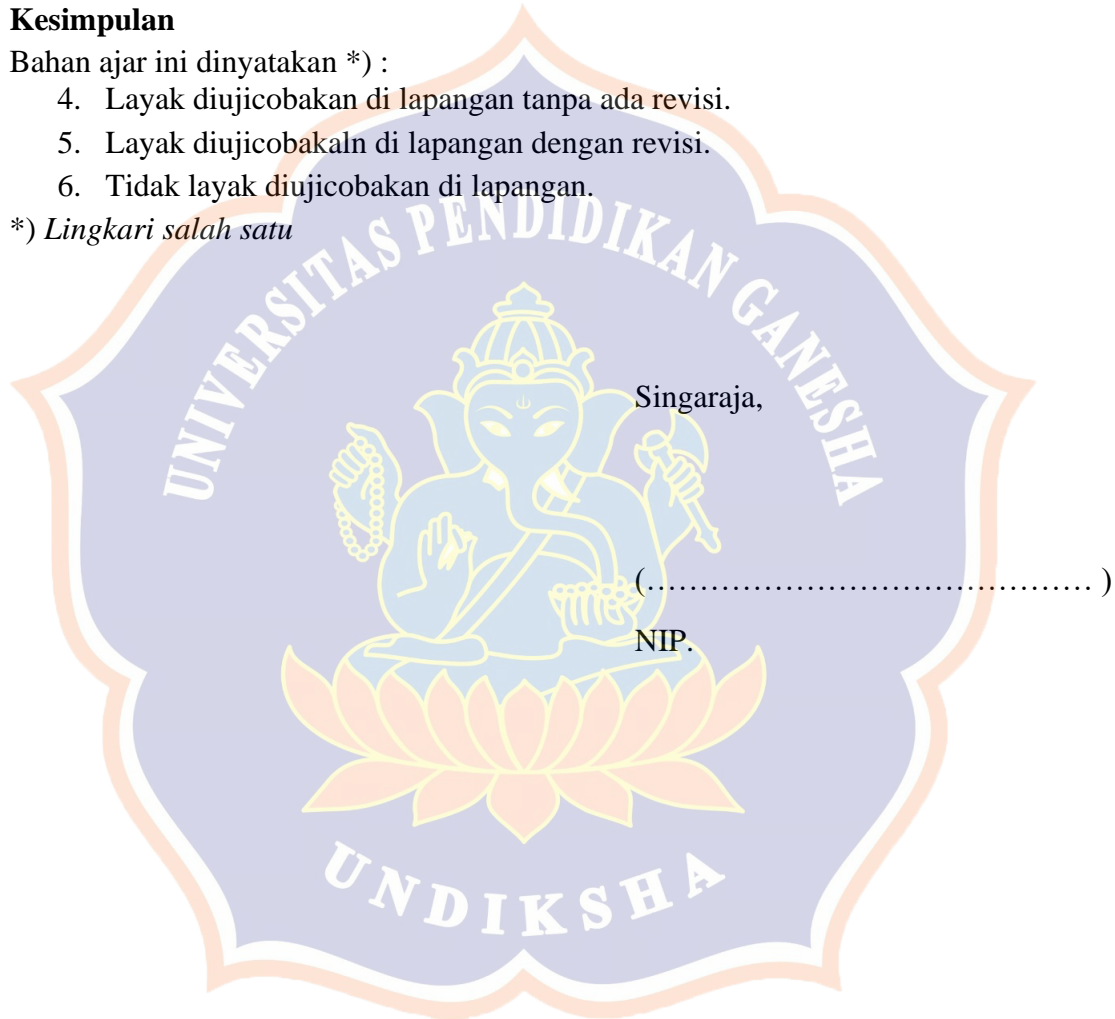 Kesimpulan
Bahan ajar ini dinyatakan *) :
4. Layak diujicobakan di lapangan tanpa ada revisi.
5. Layak diujicobakaln di lapangan dengan revisi.
6. Tidak layak diujicobakan di lapangan.
*) Lingkari salah satu
UNIVERSITAS PENDIDIKAN GANESHA
Singaraja,
(…………………………………… )
NIP.
UNDIKSHA